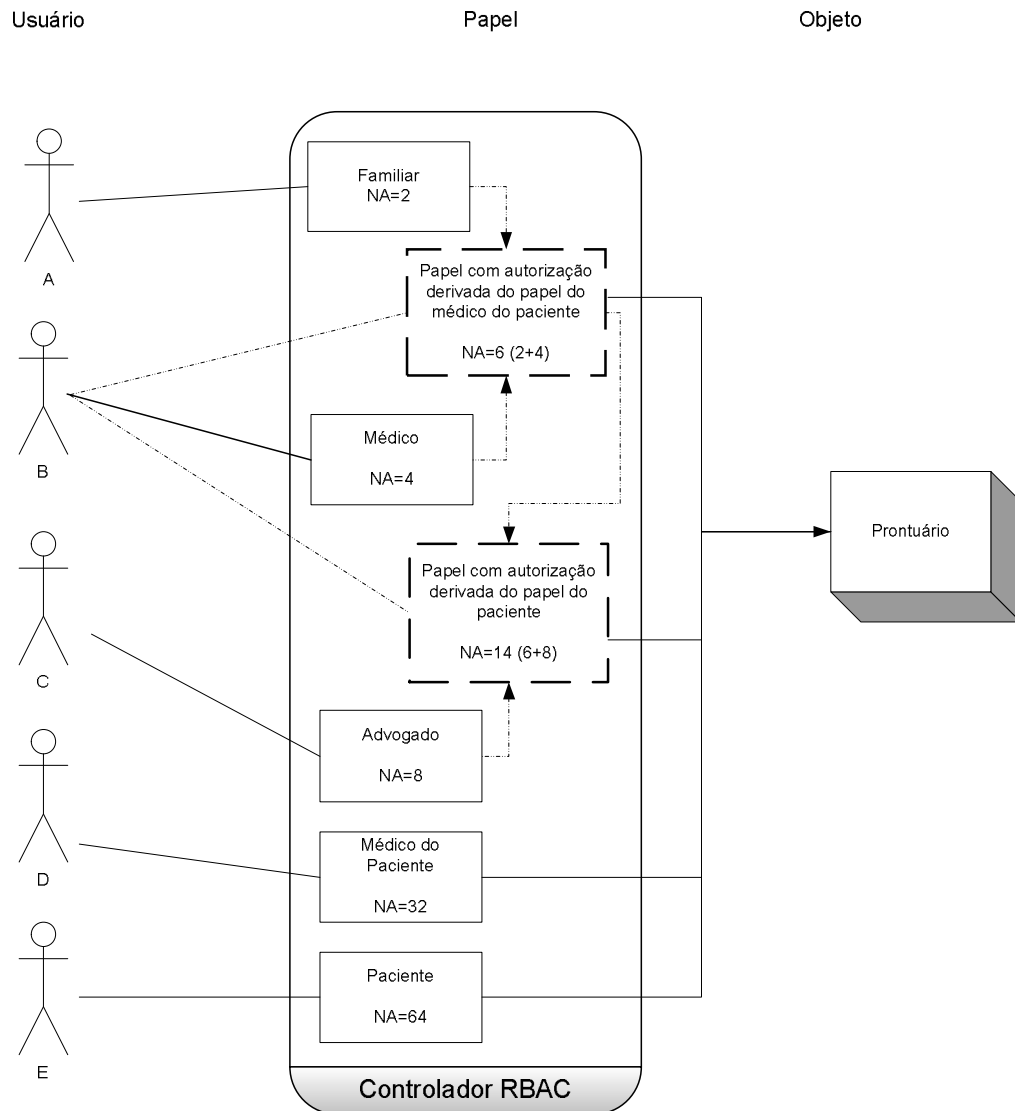 Usuário
Papel
Objeto
Familiar
NA=2
A
Papel com autorização
derivada do papel do
médico do paciente
NA=6 (2+4)
B
Médico
NA=4
Prontuário
Papel com autorização
derivada do papel do
paciente
NA=14 (6+8)
C
Advogado
NA=8
Médico do
Paciente
NA=32
D
Paciente
NA=64
E
Controlador RBAC